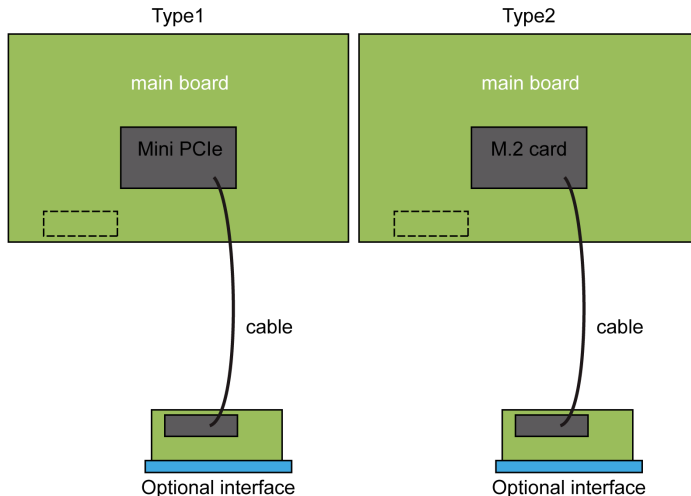 Type1
Type2
main board
main board
Mini PCIe
M.2 card
cable
cable
Optional interface
Optional interface